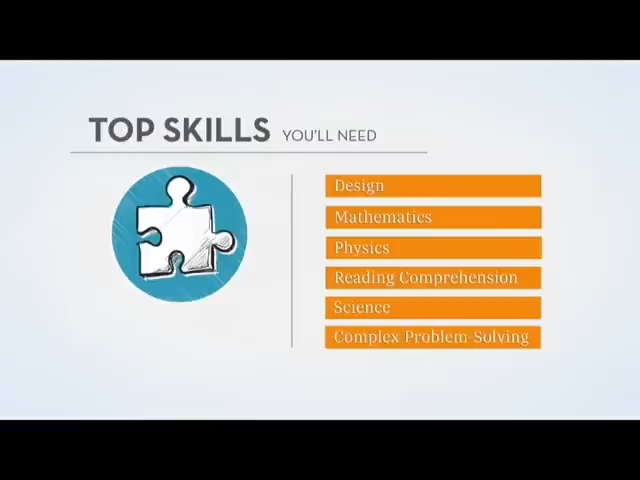 TOP SKILLS YOU'LL NEED
Design
Mathematics
Physics
Reading Comprehension
Science
Complex Problem-Solving